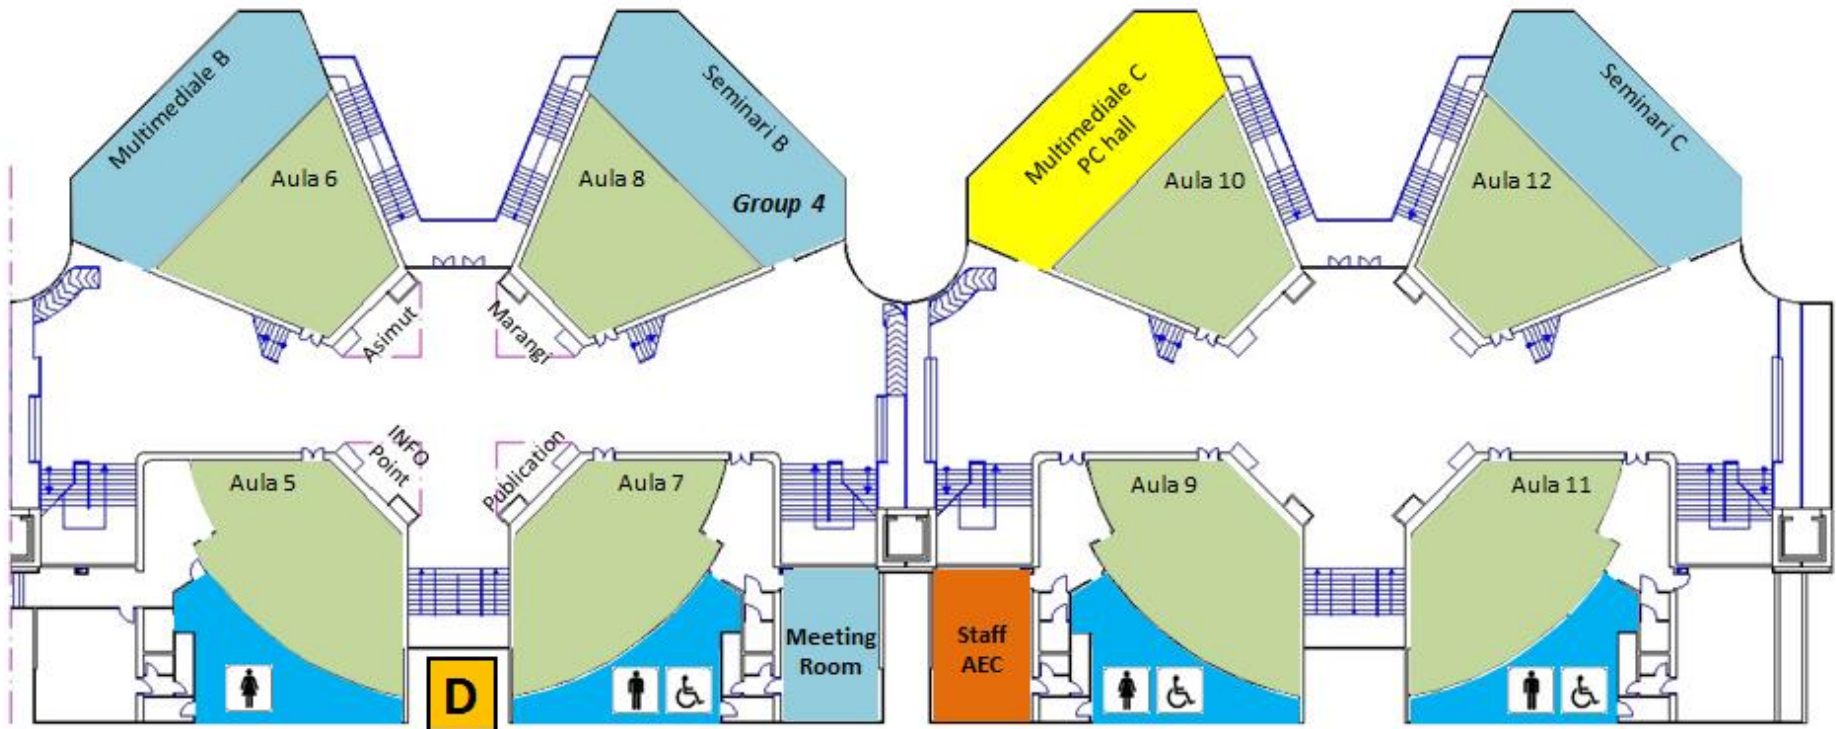 Multimediale B
Aula 6
Aula 8
Seminari B
Group 4
Multimediale C
PC hall
Aula 10
Aula 12
Seminari C
Asimut
Marangi
INFO
Point
Publication
Aula 5
Aula 7
Aula 9
Aula 11
Meeting
Room
Staff
AEC
D